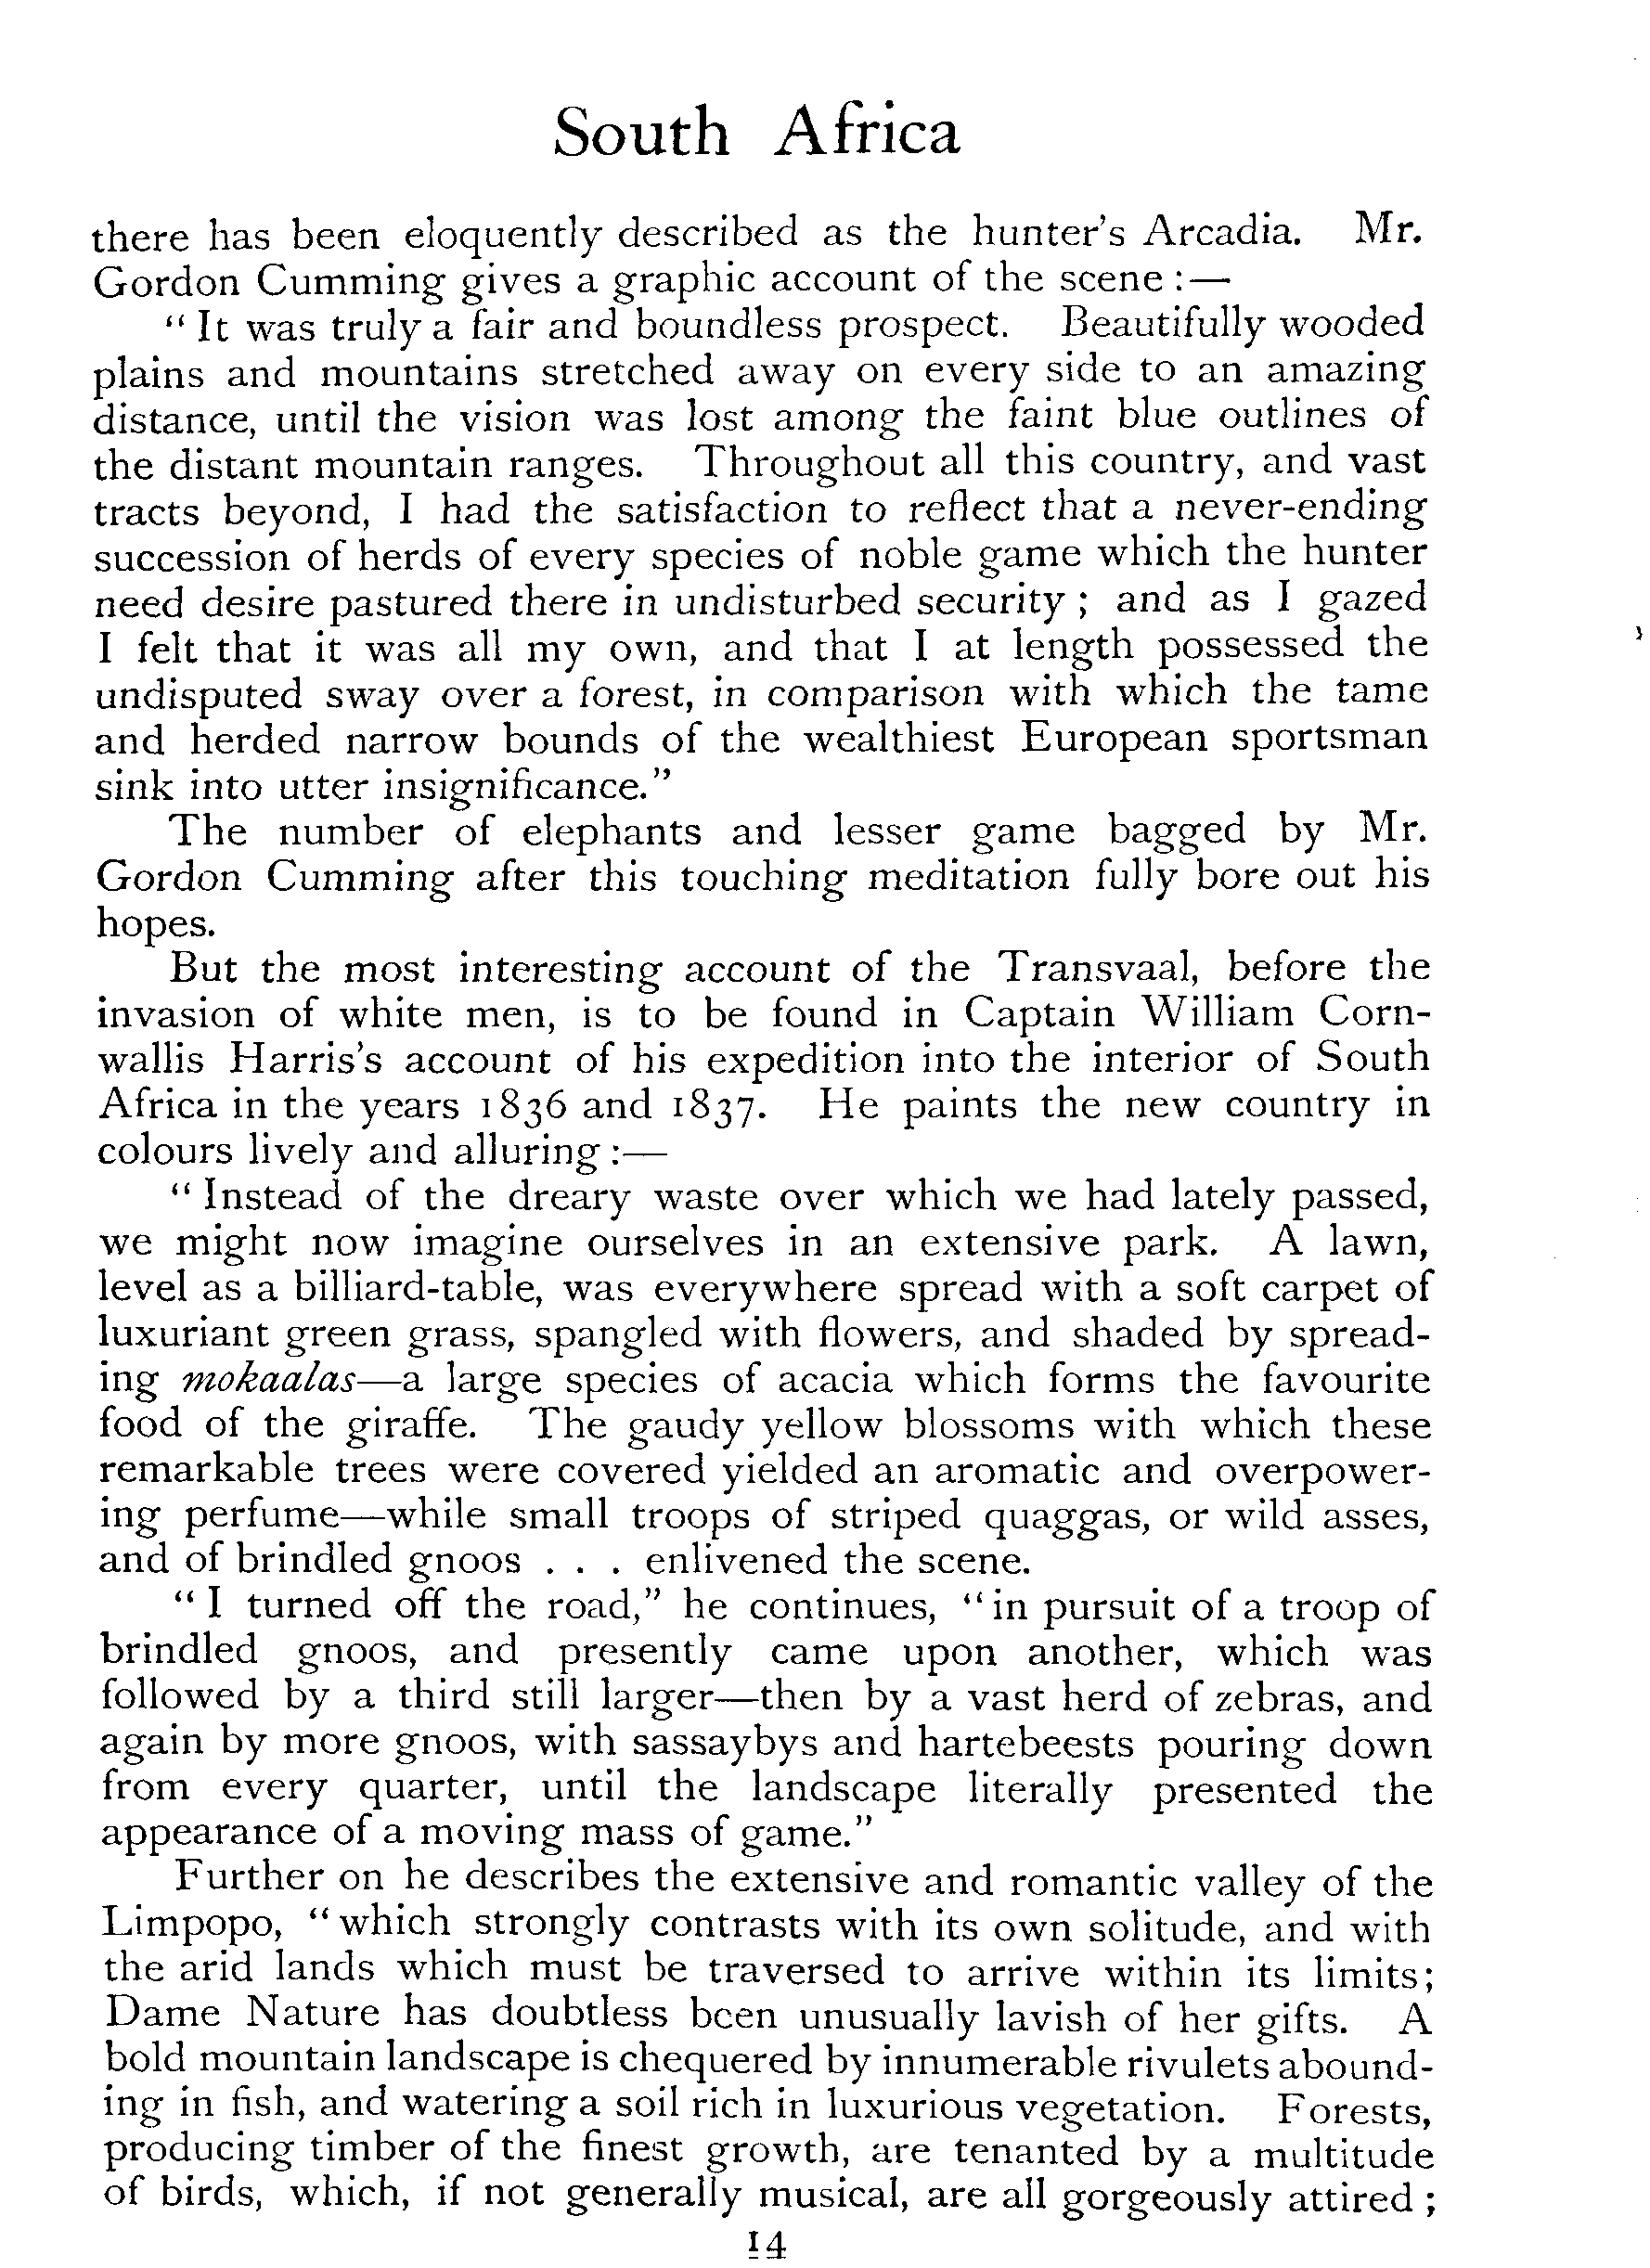 South Africa
there has been eloquently described as the hunter's Arcadia. Mr.
Gordon Cumming gives a graphic account of the scene :—
" It was truly a fair and boundless prospect. Beautifully wooded
plains and mountains stretched away on every side to an amazing
distance, until the vision was lost among the faint blue outlines of
the distant mountain ranges. Throughout all this country, and vast
tracts beyond, I had the satisfaction to reflect that a never-ending
succession of herds of every species of noble game which the hunter
need desire pastured there in undisturbed security ; and as I gazed
I felt that it was all my own, and that I at length possessed the
undisputed sway over a forest, in comparison with which the tame
and herded narrow bounds of the wealthiest European sportsman
sink into utter insignificance."
The number of elephants and lesser game bagged by Mr.
Gordon Cumming after this touching meditation fully bore out his
hopes.
But the most interesting account of the Transvaal, before the
invasion of white men, is to be found in Captain William Corn-
wallis Harris's account of his expedition into the interior of South
Africa in the years 1836 and 1837. He paints the new country in
colours lively and alluring :—
" Instead of the dreary waste over which we had lately passed,
we might now imagine ourselves in an extensive park. A lawn,
level as a billiard-table, was everywhere spread with a soft carpet of
luxuriant green grass, spangled with flowers, and shaded by spread-
ing mokaalas—a large species of acacia which forms the favourite
food of the giraffe. The gaudy yellow blossoms with which these
remarkable trees were covered yielded an aromatic and overpower-
ing perfume—while small troops of striped quaggas, or wild asses,
and of brindled gnoos . . . enlivened the scene.
" I turned off the road," he continues, " in pursuit of a troop of
brindled gnoos, and presently came upon another, which was
followed by a third still larger—then by a vast herd of zebras, and
again by more gnoos, with sassaybys and hartebeests pouring down
from every quarter, until the landscape literally presented the
appearance of a moving mass of game."
Further on he describes the extensive and romantic valley of the
Limpopo, " which strongly contrasts with its own solitude, and with
the arid lands which must be traversed to arrive within its limits;
Dame Nature has doubtless been unusually lavish of her gifts. A
bold mountain landscape is chequered by innumerable rivulets abound-
ing in fish, and watering a soil rich in luxurious vegetation. Forests,
producing timber of the finest growth, are tenanted by a multitude
of birds, which, if not generally musical, are all gorgeously attired ;
14